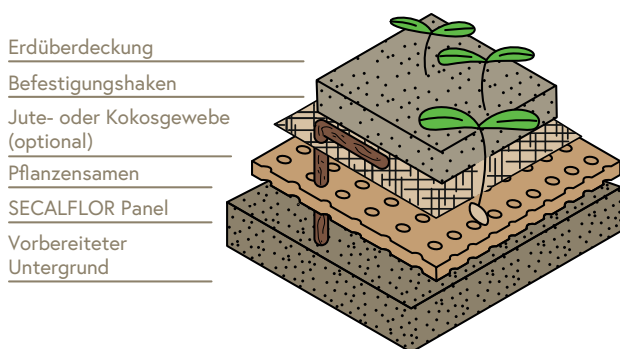 Erdüberdeckung
Befestigungshaken
Jute- oder Kokosgewebe
(optional)
Pflanzensamen
SECALFLOR Panel
Vorbereiteter
Untergrund